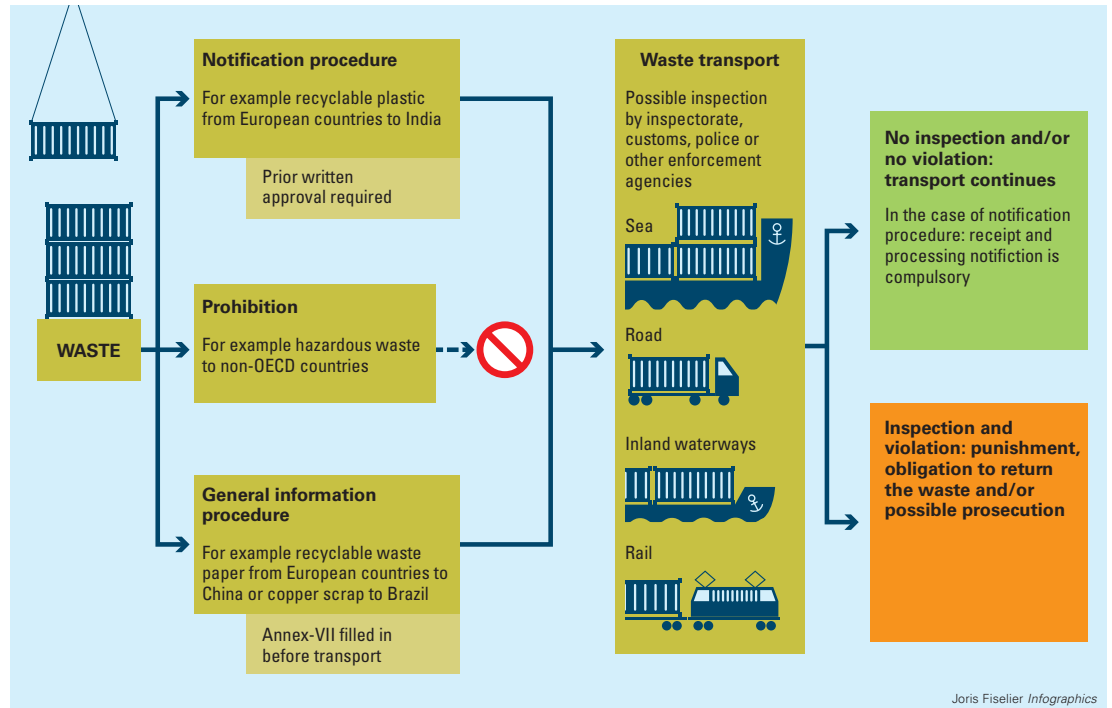 Notification procedure
For example recyclable plastic
from European countries to India
Prior written
approval required
WASTE
Prohibition
For example hazardous waste
to non-OECD countries
General information
procedure
For example recyclable waste
paper from European countries to
China or copper scrap to Brazil
Annex-VII filled in
before transport
Waste transport
Possible inspection
by inspectorate,
customs, police or
other enforcement
agencies
Sea
Road
Inland waterways
Rail
No inspection and/or
no violation:
transport continues
In the case of notification
procedure: receipt and
processing notifiction is
compulsory
Inspection and
violation: punishment,
obligation to return
the waste and/or
possible prosecution
Joris Fiselier Infographics